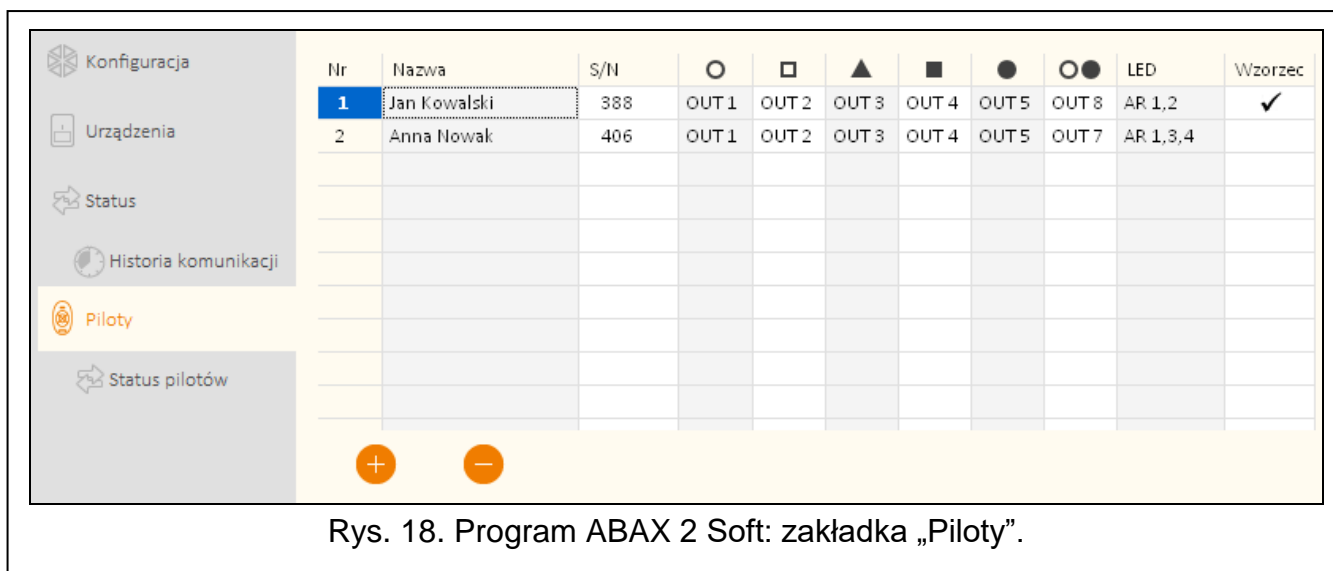 Konfiguracja
Urządzenia
Status
Historia komunikacji
Piloty
Status pilotów
Nr Nazwa S/N LED Wzorzec
1 Jan Kowalski 388 OUT 1 OUT 2 OUT 3 OUT 4 OUT 5 OUT 8 AR 1,2 ✓
2 Anna Nowak 406 OUT 1 OUT 2 OUT 3 OUT 4 OUT 5 OUT 7 AR 1,3,4
Rys. 18. Program ABAX 2 Soft: zakładka „Piloty”.